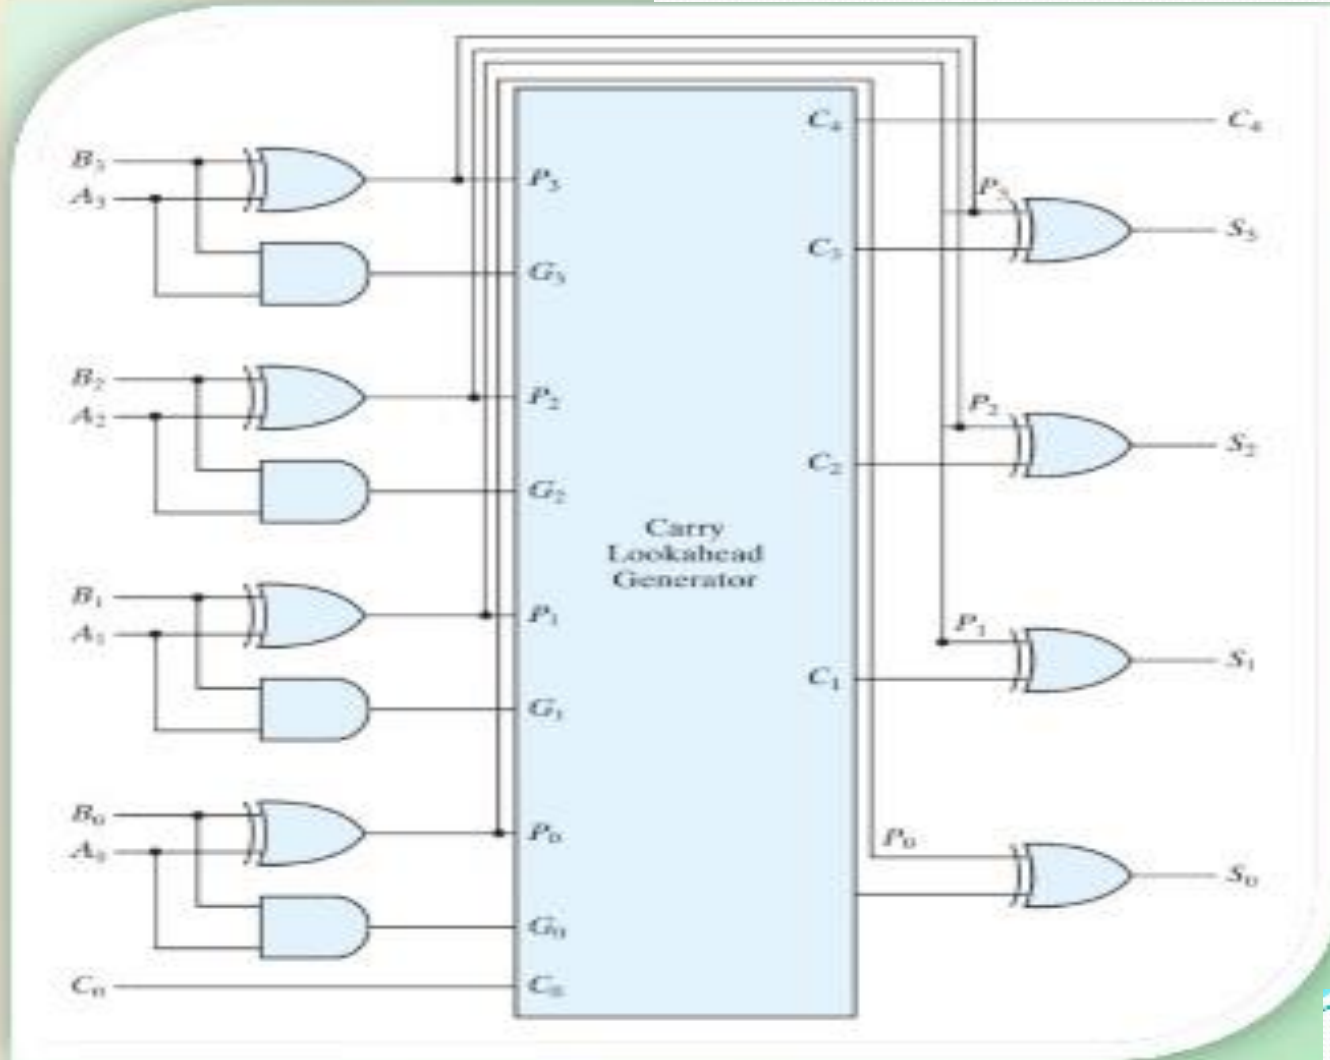 C₄ C₄
B₃
A₃
P₃ P₃
C₃ S₃
G₃
B₂
A₂
P₂ P₂
C₂ S₂
G₂
Carry
Lookahead
Generator
B₁
A₁
P₁ P₁
C₁ S₁
G₁
B₀
A₀
P₀ P₀
S₀
G₀
C₀ C₀